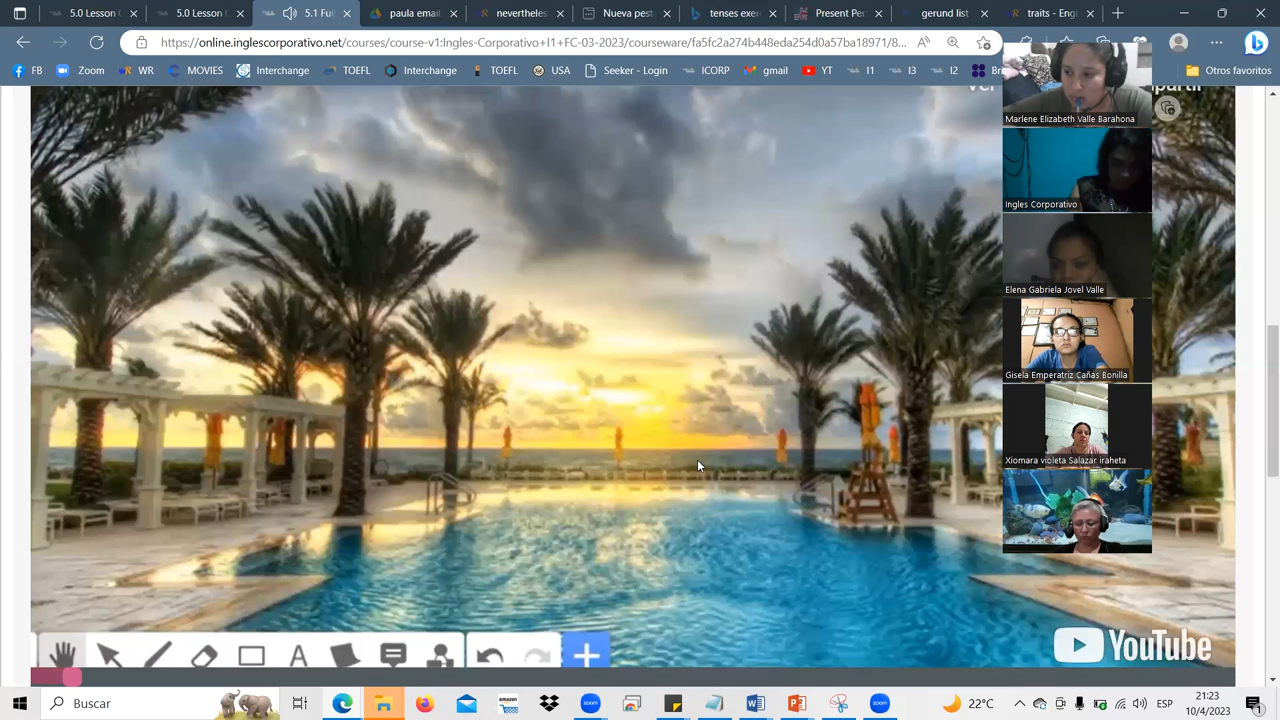 5.0 Lesson
5.0 Lesson
5.1 Fut
paula email
neverthele
Nueva pest
tenses exer
Present Per
gerund list
traits - Engl
https://online.inglescorporativo.net/courses/course-v1:Ingles-Corporativo+I1+FC-03-2023/courseware/fa5fc2a274b448eda254d0a57ba18971/8...
FB
Zoom
WR
MOVIES
Interchange
TOEFL
Interchange
TOEFL
USA
Seeker - Login
ICORP
gmail
YT
I1
I3
I2
Otros favoritos
Marlene Elizabeth Valle Barahona
Ingles Corporativo
Elena Gabriela Jovel Valle
Gisela Emperatriz Cañas Bonilla
Xiomara violeta Salazar iraheta
YouTube
Buscar
22°C
ESP
21:23
10/4/2023